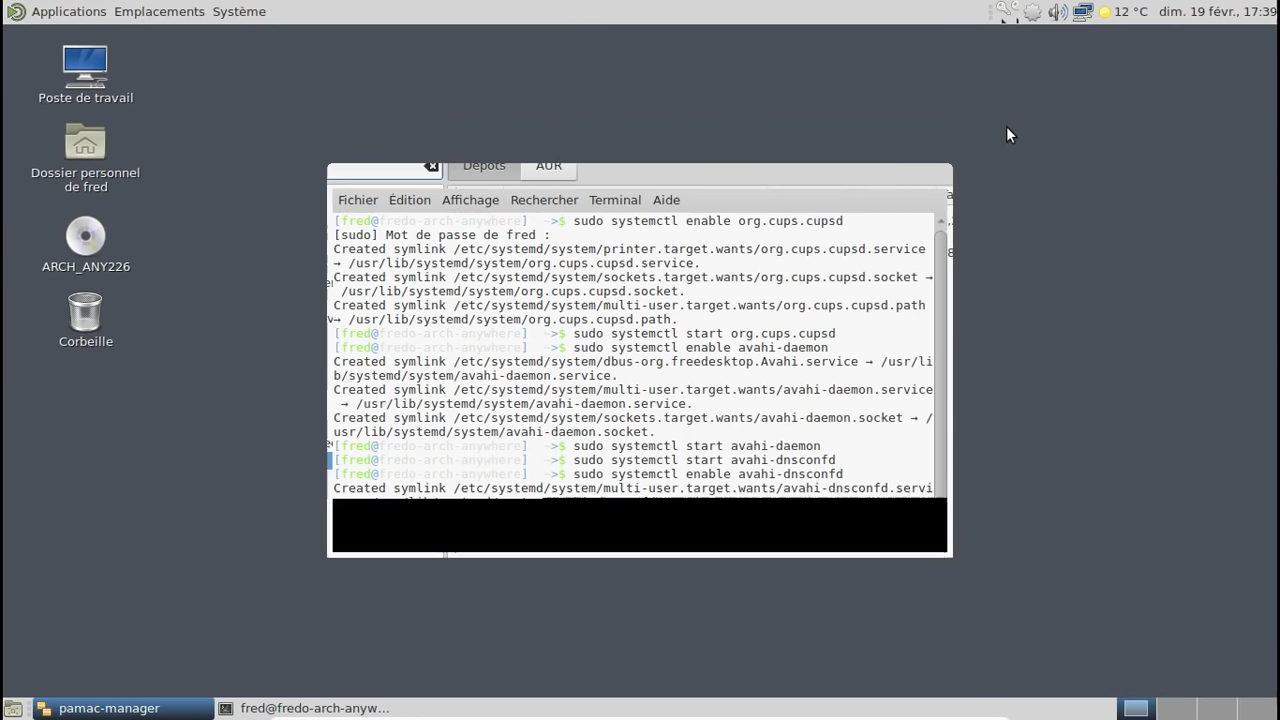 Applications Emplacements Système
12 °C dim. 19 févr., 17:39
Poste de travail
Dossier personnel
de fred
ARCH_ANY226
Corbeille
Dépôts AUR
Fichier Édition Affichage Rechercher Terminal Aide
[fred@fredo-arch-anywhere] ~>$ sudo systemctl enable org.cups.cupsd
[sudo] Mot de passe de fred :
Created symlink /etc/systemd/system/printer.target.wants/org.cups.cupsd.service
→ /usr/lib/systemd/system/org.cups.cupsd.service.
Created symlink /etc/systemd/system/sockets.target.wants/org.cups.cupsd.socket →
/usr/lib/systemd/system/org.cups.cupsd.socket.
Created symlink /etc/systemd/system/multi-user.target.wants/org.cups.cupsd.path
→ /usr/lib/systemd/system/org.cups.cupsd.path.
[fred@fredo-arch-anywhere] ~>$ sudo systemctl start org.cups.cupsd
[fred@fredo-arch-anywhere] ~>$ sudo systemctl enable avahi-daemon
Created symlink /etc/systemd/system/dbus-org.freedesktop.Avahi.service → /usr/li
b/systemd/system/avahi-daemon.service.
Created symlink /etc/systemd/system/multi-user.target.wants/avahi-daemon.service
→ /usr/lib/systemd/system/avahi-daemon.service.
Created symlink /etc/systemd/system/sockets.target.wants/avahi-daemon.socket → /
usr/lib/systemd/system/avahi-daemon.socket.
[fred@fredo-arch-anywhere] ~>$ sudo systemctl start avahi-daemon
[fred@fredo-arch-anywhere] ~>$ sudo systemctl start avahi-dnsconfd
[fred@fredo-arch-anywhere] ~>$ sudo systemctl enable avahi-dnsconfd
Created symlink /etc/systemd/system/multi-user.target.wants/avahi-dnsconfd.servi
pamac-manager
fred@fredo-arch-anyw…